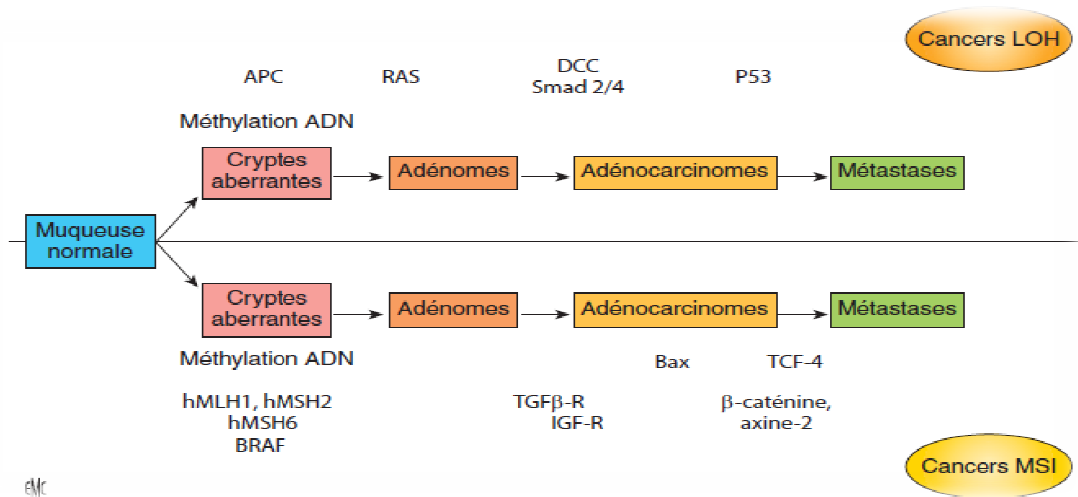 Cancers LOH
APC
RAS
DCC
Smad 2/4
P53
Méthylation ADN
Cryptes
aberrantes
Adénomes
Adénocarcinomes
Métastases
Muqueuse
normale
Cryptes
aberrantes
Adénomes
Adénocarcinomes
Métastases
Méthylation ADN
Bax
TCF-4
hMLH1, hMSH2
hMSH6
BRAF
TGFβ-R
IGF-R
β-caténine,
axine-2
Cancers MSI
EMC